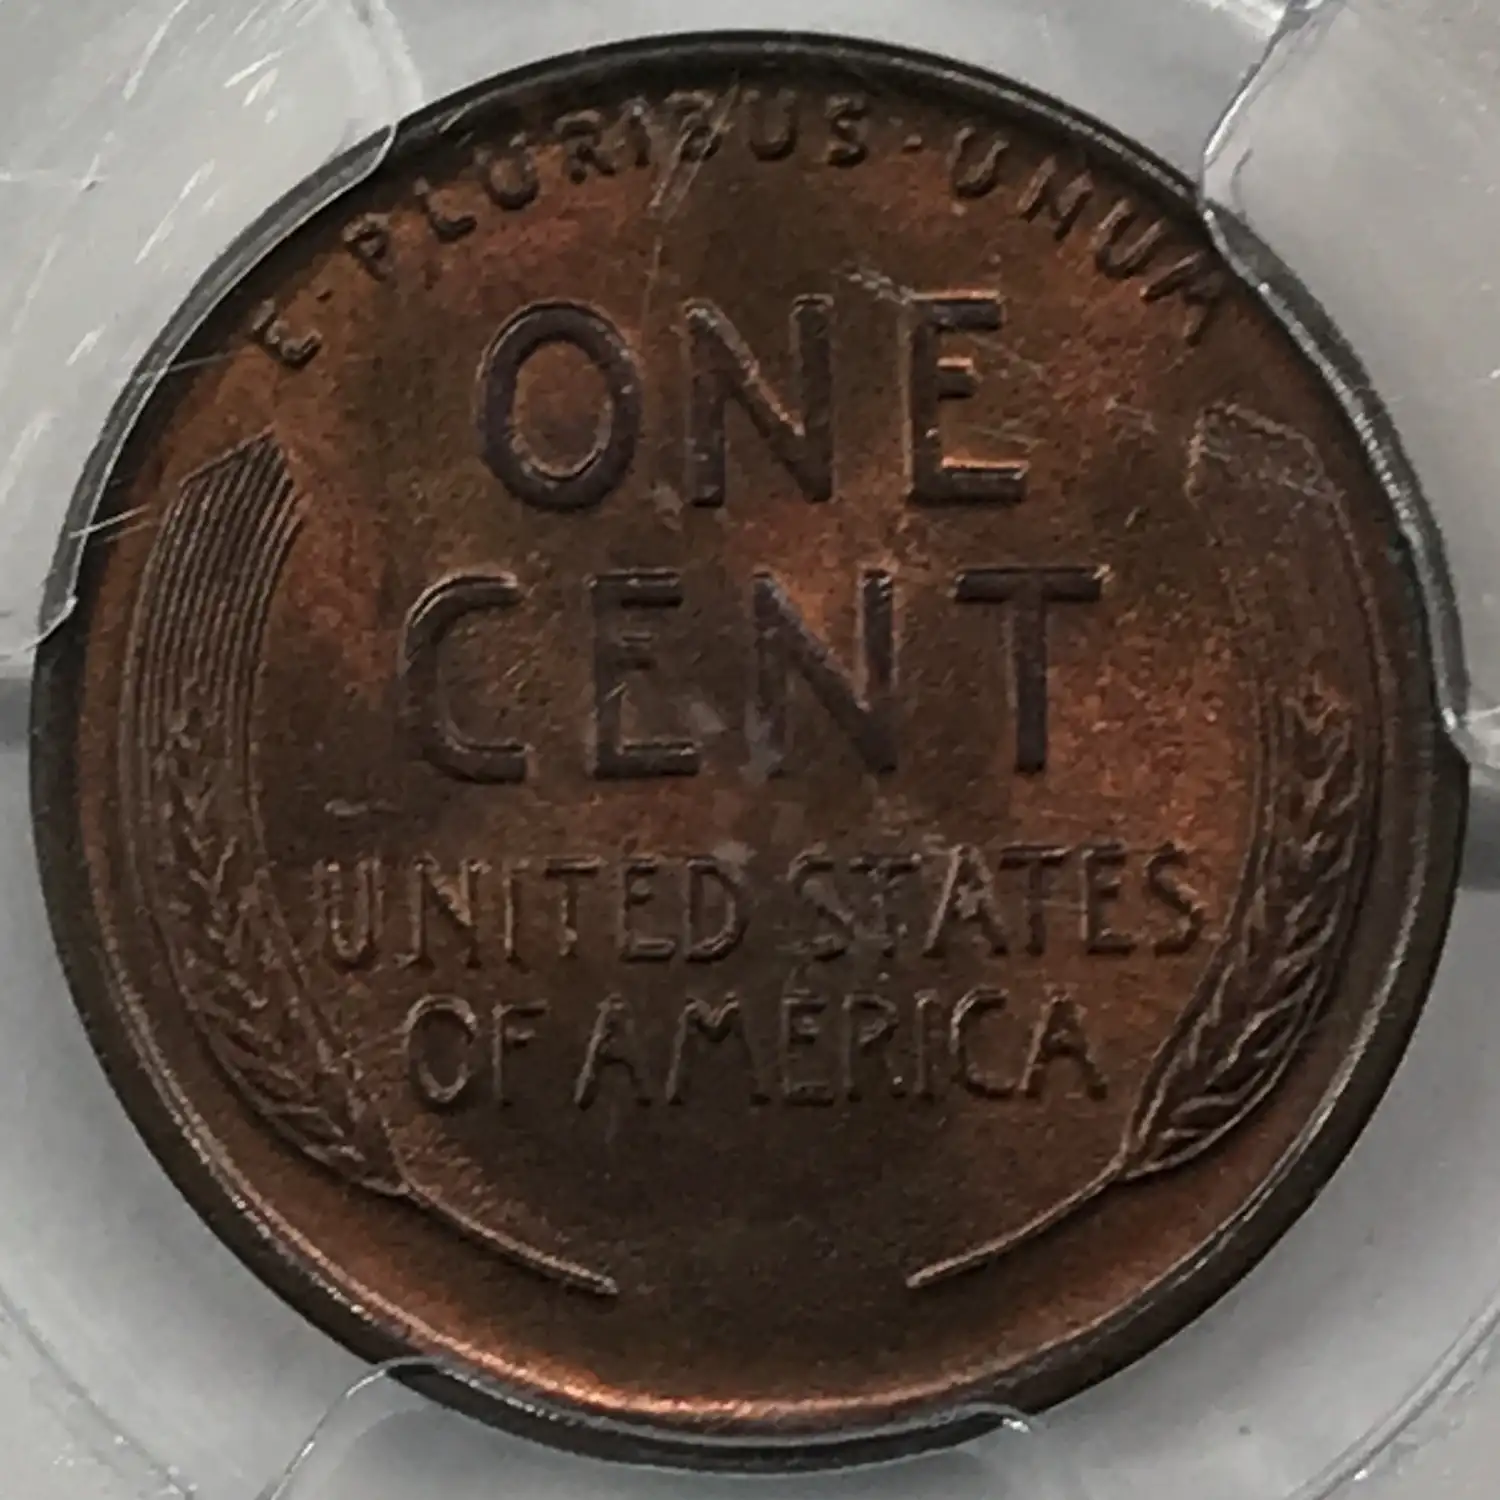 E·PLURIBUS·UNUM
ONE
CENT
UNITED STATES
OF AMERICA